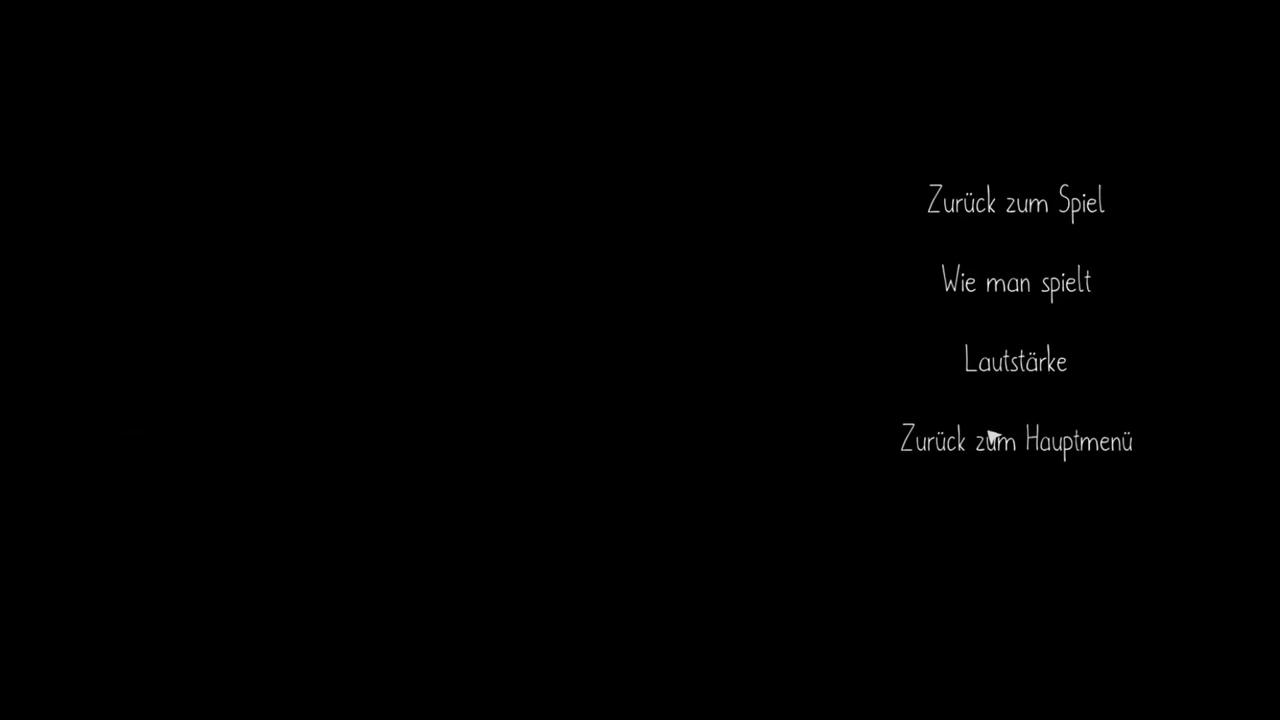 Zurück zum Spiel
Wie man spielt
Lautstärke
Zurück zum Hauptmenü